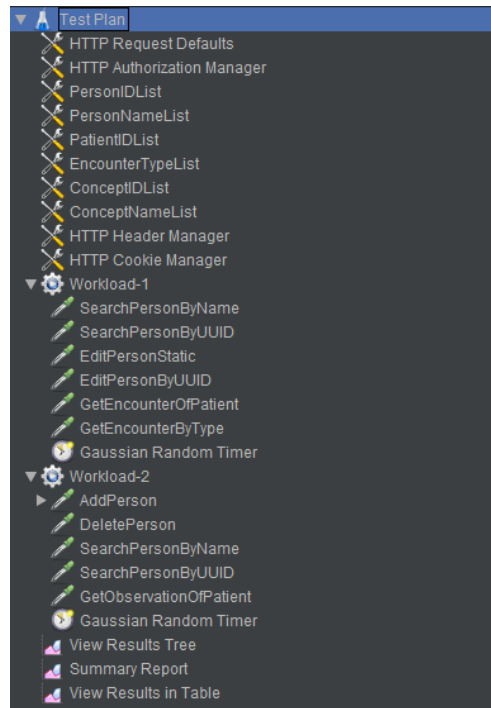 Test Plan
HTTP Request Defaults
HTTP Authorization Manager
PersonIDList
PersonNameList
PatientIDList
EncounterTypeList
ConceptIDList
ConceptNameList
HTTP Header Manager
HTTP Cookie Manager
Workload-1
SearchPersonByName
SearchPersonByUUID
EditPersonStatic
EditPersonByUUID
GetEncounterOfPatient
GetEncounterByType
Gaussian Random Timer
Workload-2
AddPerson
DeletePerson
SearchPersonByName
SearchPersonByUUID
GetObservationOfPatient
Gaussian Random Timer
View Results Tree
Summary Report
View Results in Table